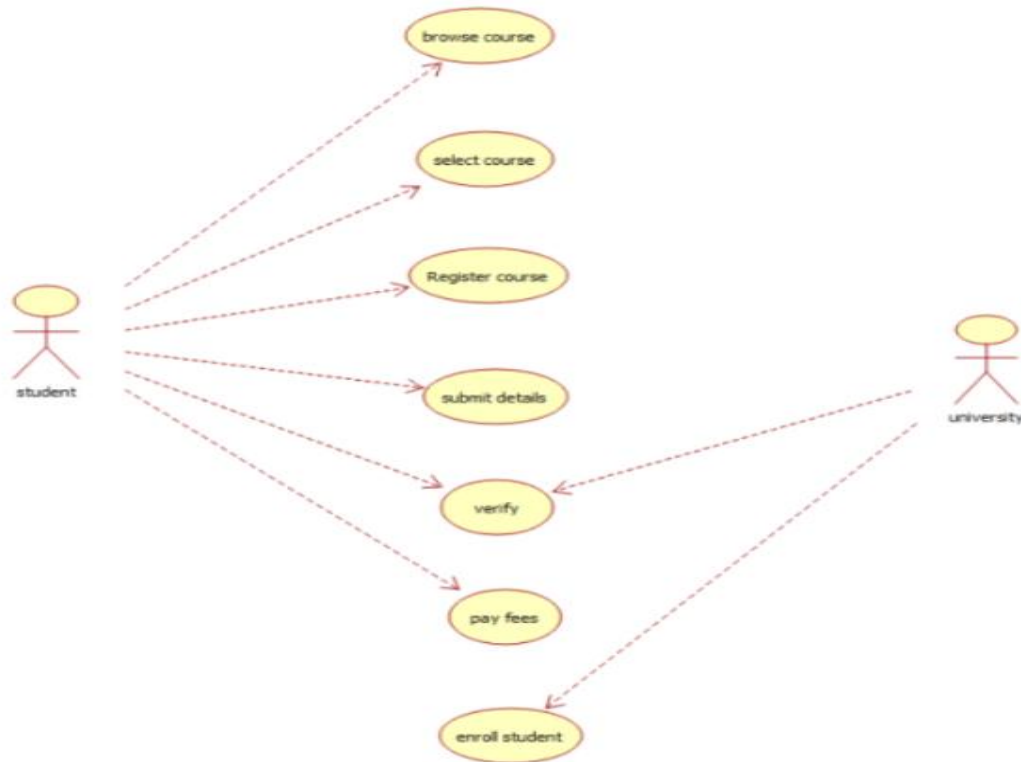 browse course
select course
Register course
student
submit details
university
verify
pay fees
enroll student